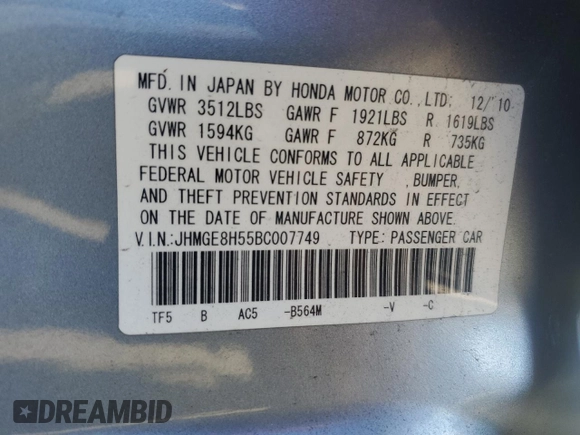 MFD. IN JAPAN BY HONDA MOTOR CO., LTD. 12/'10
GVWR 3512LBS GAWR F 1921LBS R 1619LBS
GVWR 1594KG GAWR F 872KG R 735KG
THIS VEHICLE CONFORMS TO ALL APPLICABLE
FEDERAL MOTOR VEHICLE SAFETY ,BUMPER,
AND THEFT PREVENTION STANDARDS IN EFFECT
ON THE DATE OF MANUFACTURE SHOWN ABOVE.
V.I.N.:JHMGE8H55BC007749 TYPE: PASSENGER CAR
TF5 B AC5 -B564M -V -C
DREAMBID